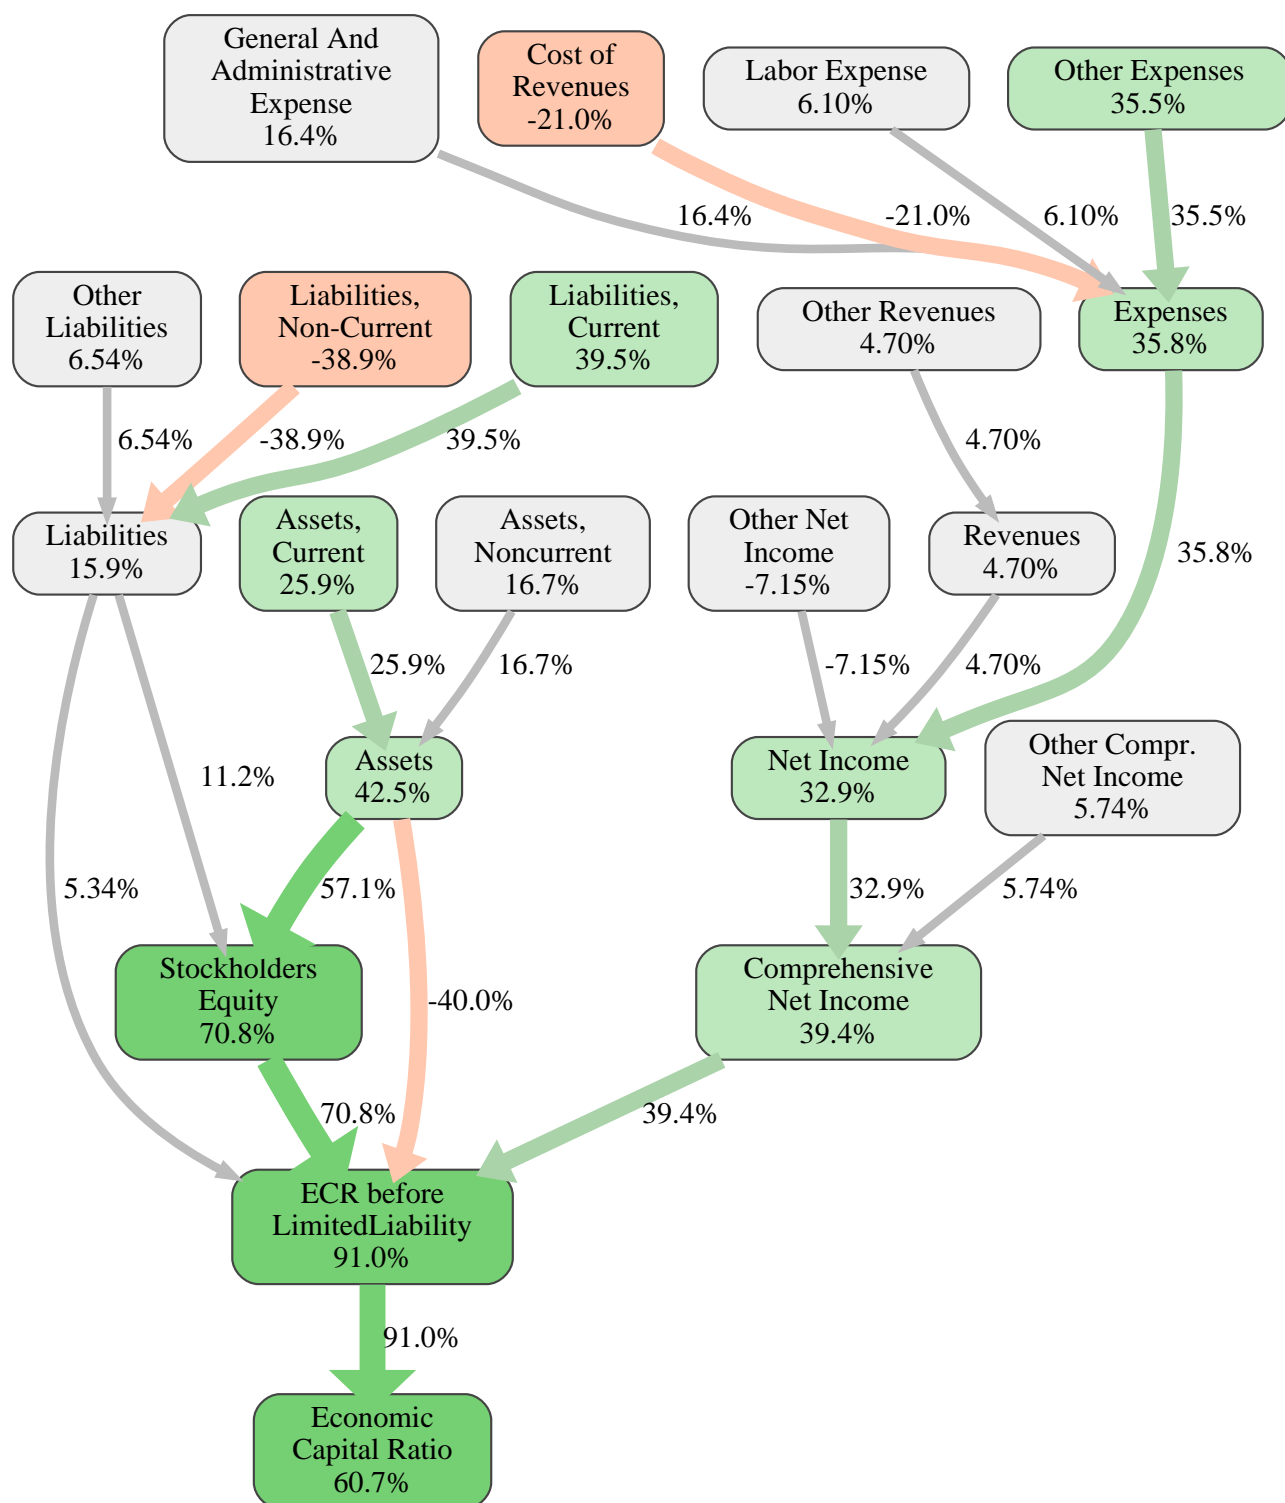 General And
Administrative
Expense
16.4%
Cost of
Revenues
-21.0%
Labor Expense
6.10%
Other Expenses
35.5%
16.4%
-21.0%
6.10%
35.5%
Other
Liabilities
6.54%
Liabilities,
Non-Current
-38.9%
Liabilities,
Current
39.5%
Other Revenues
4.70%
Expenses
35.8%
6.54%
-38.9%
39.5%
4.70%
35.8%
Liabilities
15.9%
Assets,
Current
25.9%
Assets,
Noncurrent
16.7%
Other Net
Income
-7.15%
Revenues
4.70%
25.9%
16.7%
-7.15%
4.70%
11.2%
Assets
42.5%
Net Income
32.9%
Other Compr.
Net Income
5.74%
5.34%
57.1%
32.9%
5.74%
Stockholders
Equity
70.8%
-40.0%
Comprehensive
Net Income
39.4%
70.8%
39.4%
ECR before
LimitedLiability
91.0%
91.0%
Economic
Capital Ratio
60.7%